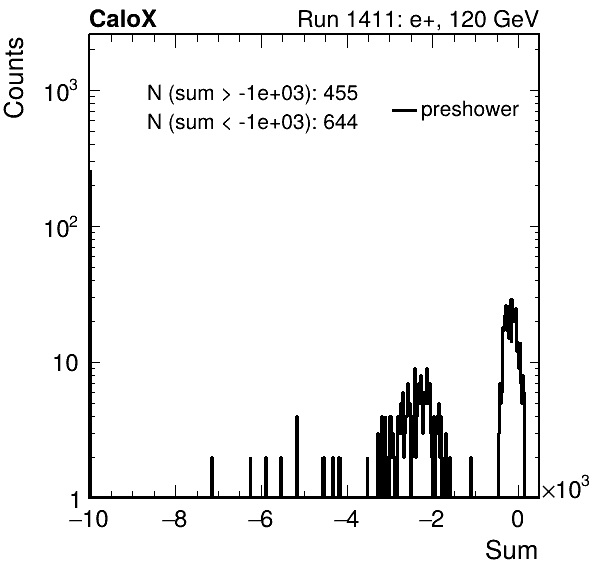 CaloX Run 1411: e+, 120 GeV
Counts
N (sum > -1e+03): 455
N (sum < -1e+03): 644
preshower
10³
10²
10
1
−10 −8 −6 −4 −2 0 ×10³
Sum